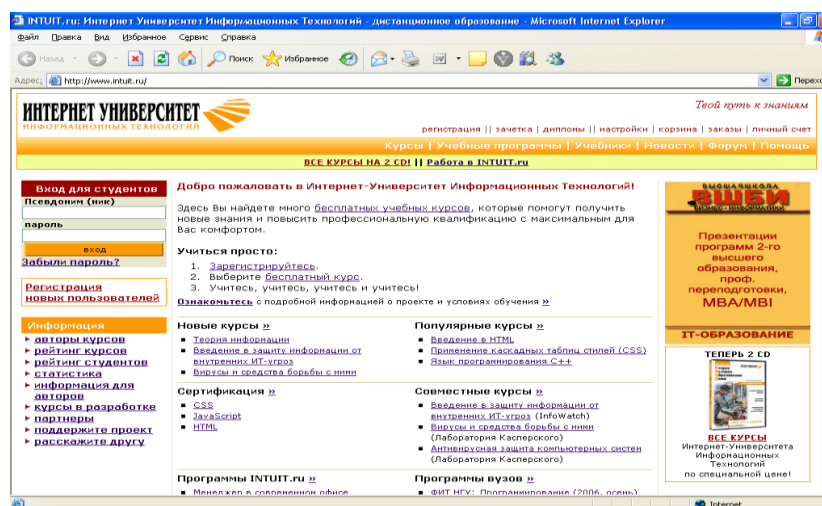 INTUIT.ru: Интернет Университет Информационных Технологий - дистанционное образование - Microsoft Internet Explorer
Файл Правка Вид Избранное Сервис Справка
Назад Поиск Избранное
Адрес: http://www.intuit.ru/ Перехо
ИНТЕРНЕТ УНИВЕРСИТЕТ
ИНФОРМАЦИОННЫХ ТЕХНОЛОГИЙ
Твой путь к знаниям
регистрация || зачетка | дипломы || настройки | корзина | заказы | личный счет
Курсы | Учебные программы | Учебники | Новости | Форум | Помощь
ВСЕ КУРСЫ НА 2 CD! || Работа в INTUIT.ru
Вход для студентов
Псевдоним (ник)
пароль
вход
Забыли пароль?
Регистрация
новых пользователей
Информация
авторы курсов
рейтинг курсов
рейтинг студентов
статистика
информация для
авторов
курсы в разработке
партнеры
поддержите проект
расскажите другу
Добро пожаловать в Интернет-Университет Информационных Технологий!
Здесь Вы найдете много бесплатных учебных курсов, которые помогут получить
новые знания и повысить профессиональную квалификацию с максимальным для
Вас комфортом.
Учиться просто:
1. Зарегистрируйтесь.
2. Выберите бесплатный курс.
3. Учитесь, учитесь, учитесь и учитесь!
Ознакомьтесь с подробной информацией о проекте и условиях обучения »
Новые курсы »
Теория информации
Введение в защиту информации от
внутренних ИТ-угроз
Вирусы и средства борьбы с ними
Популярные курсы »
Введение в HTML
Применение каскадных таблиц стилей (CSS)
Язык программирования C++
Сертификация »
CSS
JavaScript
HTML
Совместные курсы »
Введение в защиту информации от
внутренних ИТ-угроз (InfoWatch)
Вирусы и средства борьбы с ними
(Лаборатория Касперского)
Антивирусная защита компьютерных систем
(Лаборатория Касперского)
Программы INTUIT.ru »
Менеджер в современном офисе
Программы вузов »
ФИТ НГУ: Программирование (2006, осень)
ВЫСШАЯ ШКОЛА
ВШБИ
БИЗНЕС - ИНФОРМАТИКИ
Презентации
программ 2-го
высшего
образования,
проф.
переподготовки,
MBA/MBI
IT-ОБРАЗОВАНИЕ
ТЕПЕРЬ 2 CD
ВСЕ КУРСЫ
Интернет-Университета
Информационных
Технологий
по специальной цене!
Internet